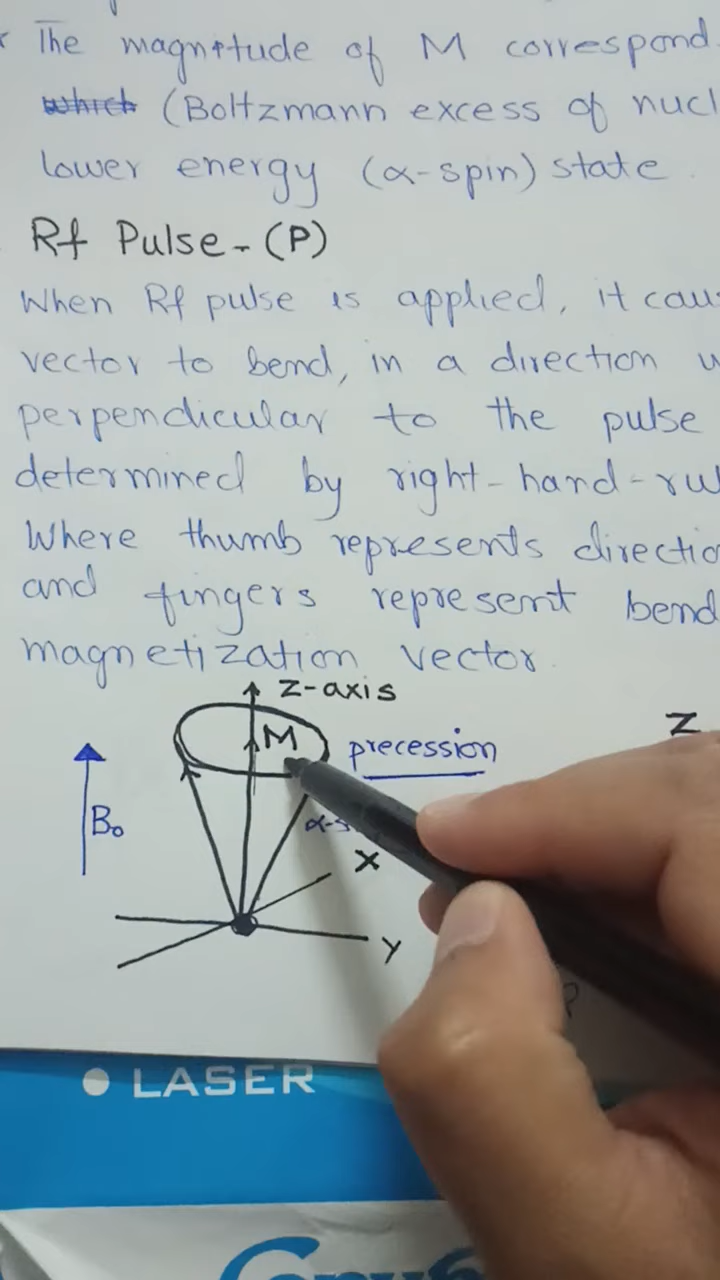 The magnitude of M correspond
which (Boltzmann excess of nucl
lower energy (α-spin) state.
Rf Pulse - (P)
When Rf pulse is applied, it caus
vector to bend, in a direction w
perpendicular to the pulse
determined by right-hand-ru
Where thumb represents directio
and fingers represent bend
magnetization vector.
Z-axis
Z
M
precession
B₀
α-s
X
Y
LASER